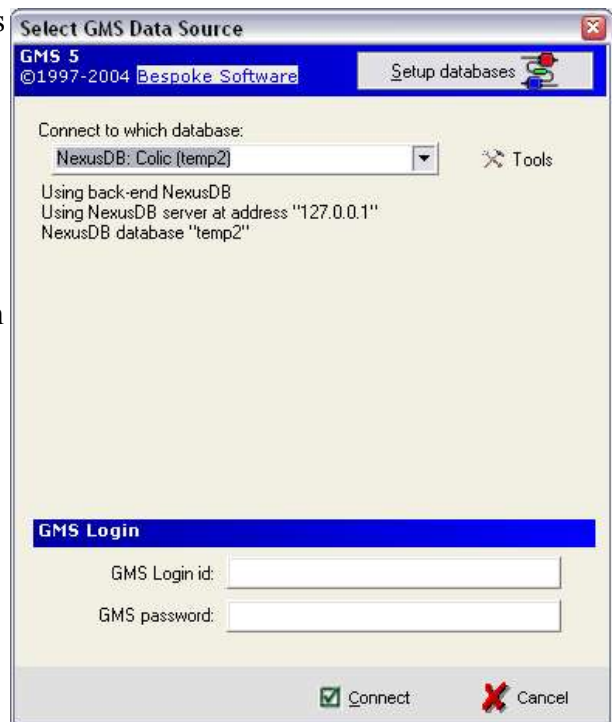 s
Select GMS Data Source
GMS 5
©1997-2004 Bespoke Software
Setup databases
Connect to which database:
NexusDB: Colic (temp2)
Tools
Using back-end NexusDB
Using NexusDB server at address "127.0.0.1"
NexusDB database "temp2"
GMS Login
GMS Login id:
GMS password:
Connect
Cancel